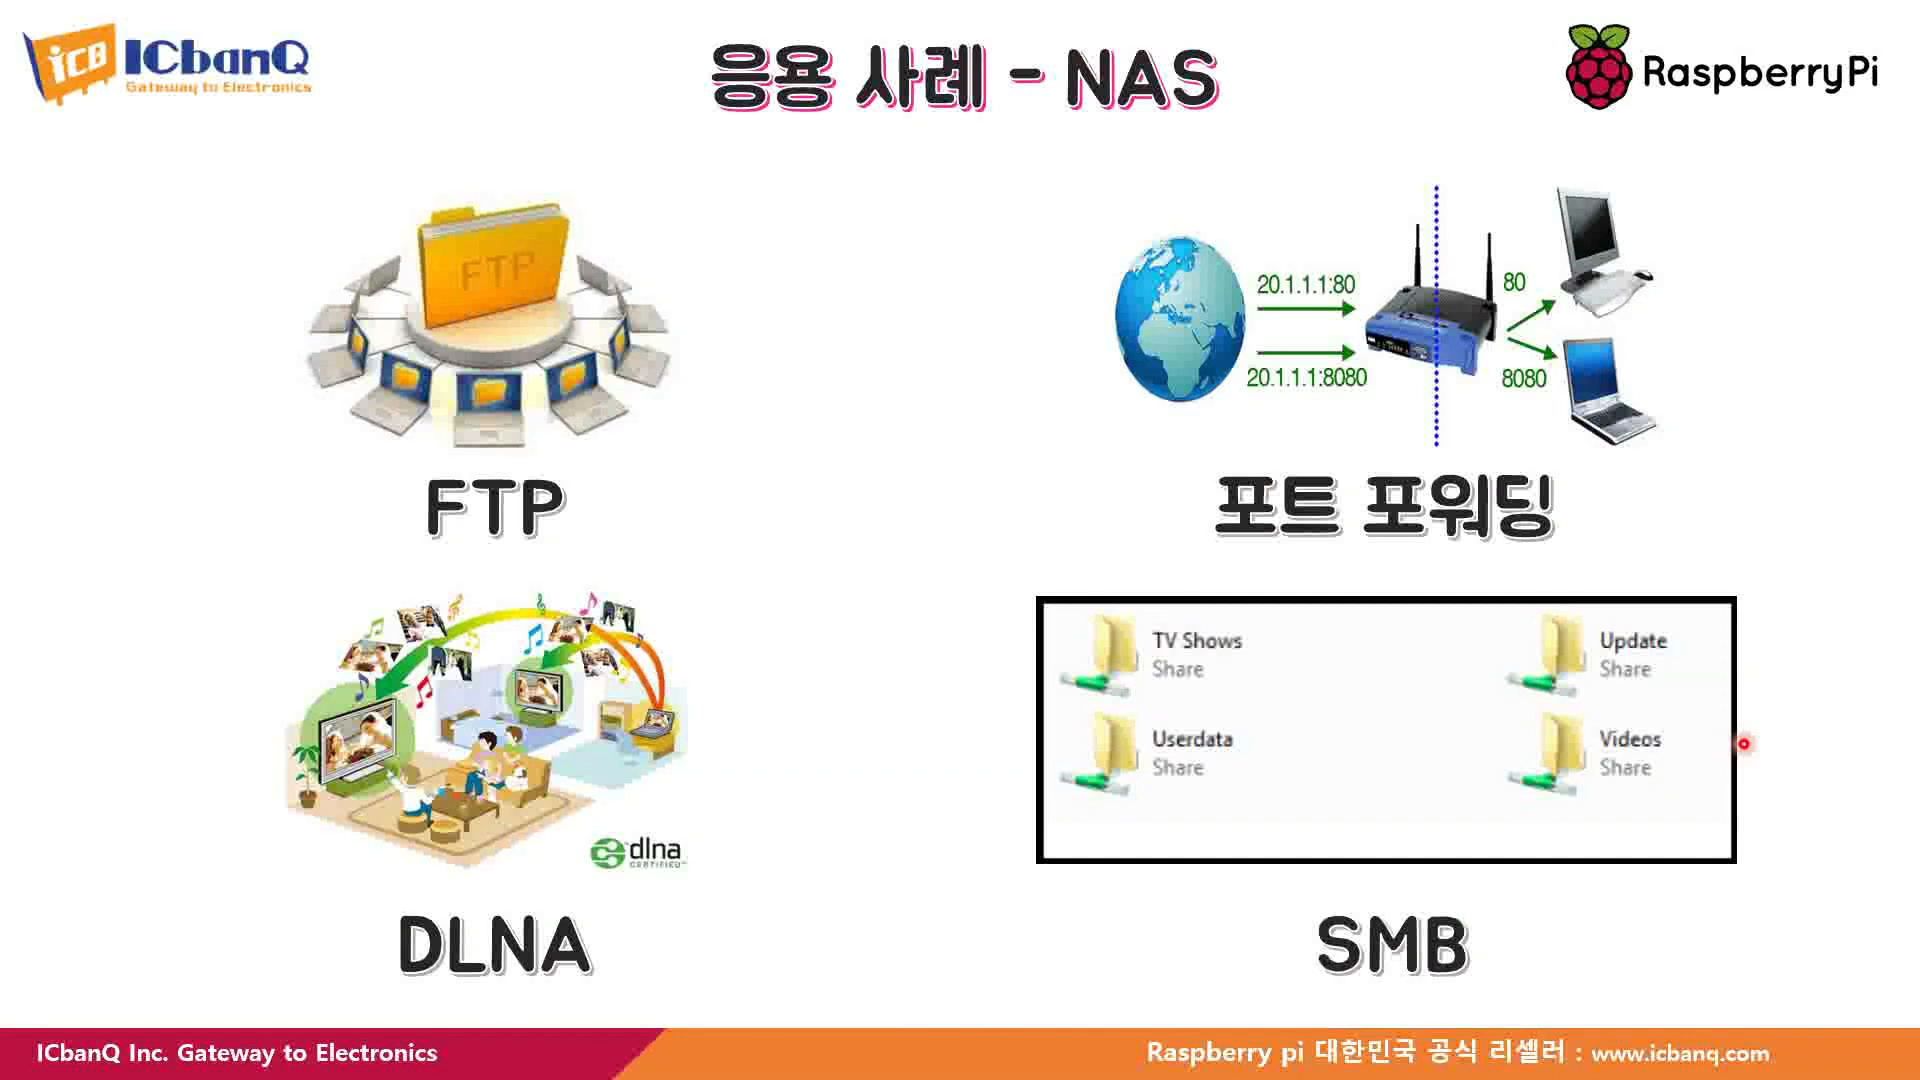 iCB ICbanQ
Gateway to Electronics
응용 사례 - NAS
RaspberryPi
FTP
20.1.1.1:80
80
20.1.1.1:8080
8080
FTP
포트 포워딩
TV Shows
Share
Update
Share
Userdata
Share
Videos
Share
dlna
CERTIFIED
DLNA
SMB
ICbanQ Inc. Gateway to Electronics
Raspberry pi 대한민국 공식 리셀러 : www.icbanq.com